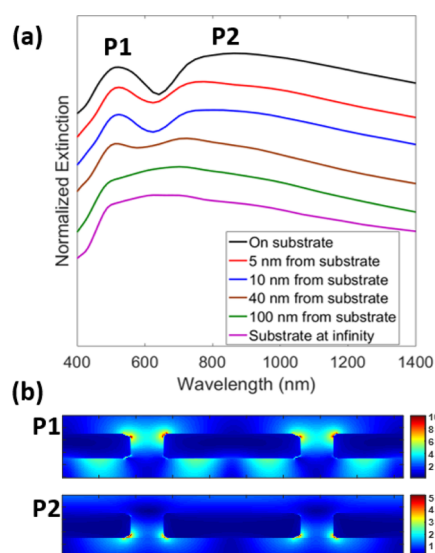 (a)
P1
P2
Normalized Extinction
On substrate
5 nm from substrate
10 nm from substrate
40 nm from substrate
100 nm from substrate
Substrate at infinity
400 600 800 1000 1200 1400
Wavelength (nm)
(b)
P1
10
8
6
4
2
P2
5
4
3
2
1